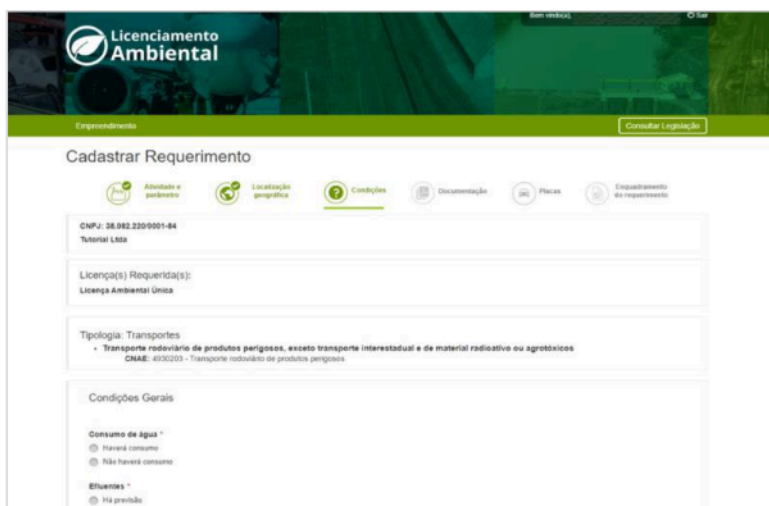 Bem vindo(a),
Sair
Licenciamento
Ambiental
Empreendimento
Consultar Legislação
Cadastrar Requerimento
Atividade e
parâmetro
Localização
geográfica
Condições
Documentação
Placas
Enquadramento
do requerimento
CNPJ: 38.082.220/0001-84
Tutorial Ltda
Licença(s) Requerida(s):
Licença Ambiental Única
Tipologia: Transportes
• Transporte rodoviário de produtos perigosos, exceto transporte interestadual e de material radioativo ou agrotóxicos
CNAE: 4930203 - Transporte rodoviário de produtos perigosos
Condições Gerais
Consumo de água *
Haverá consumo
Não haverá consumo
Efluentes *
Há previsão